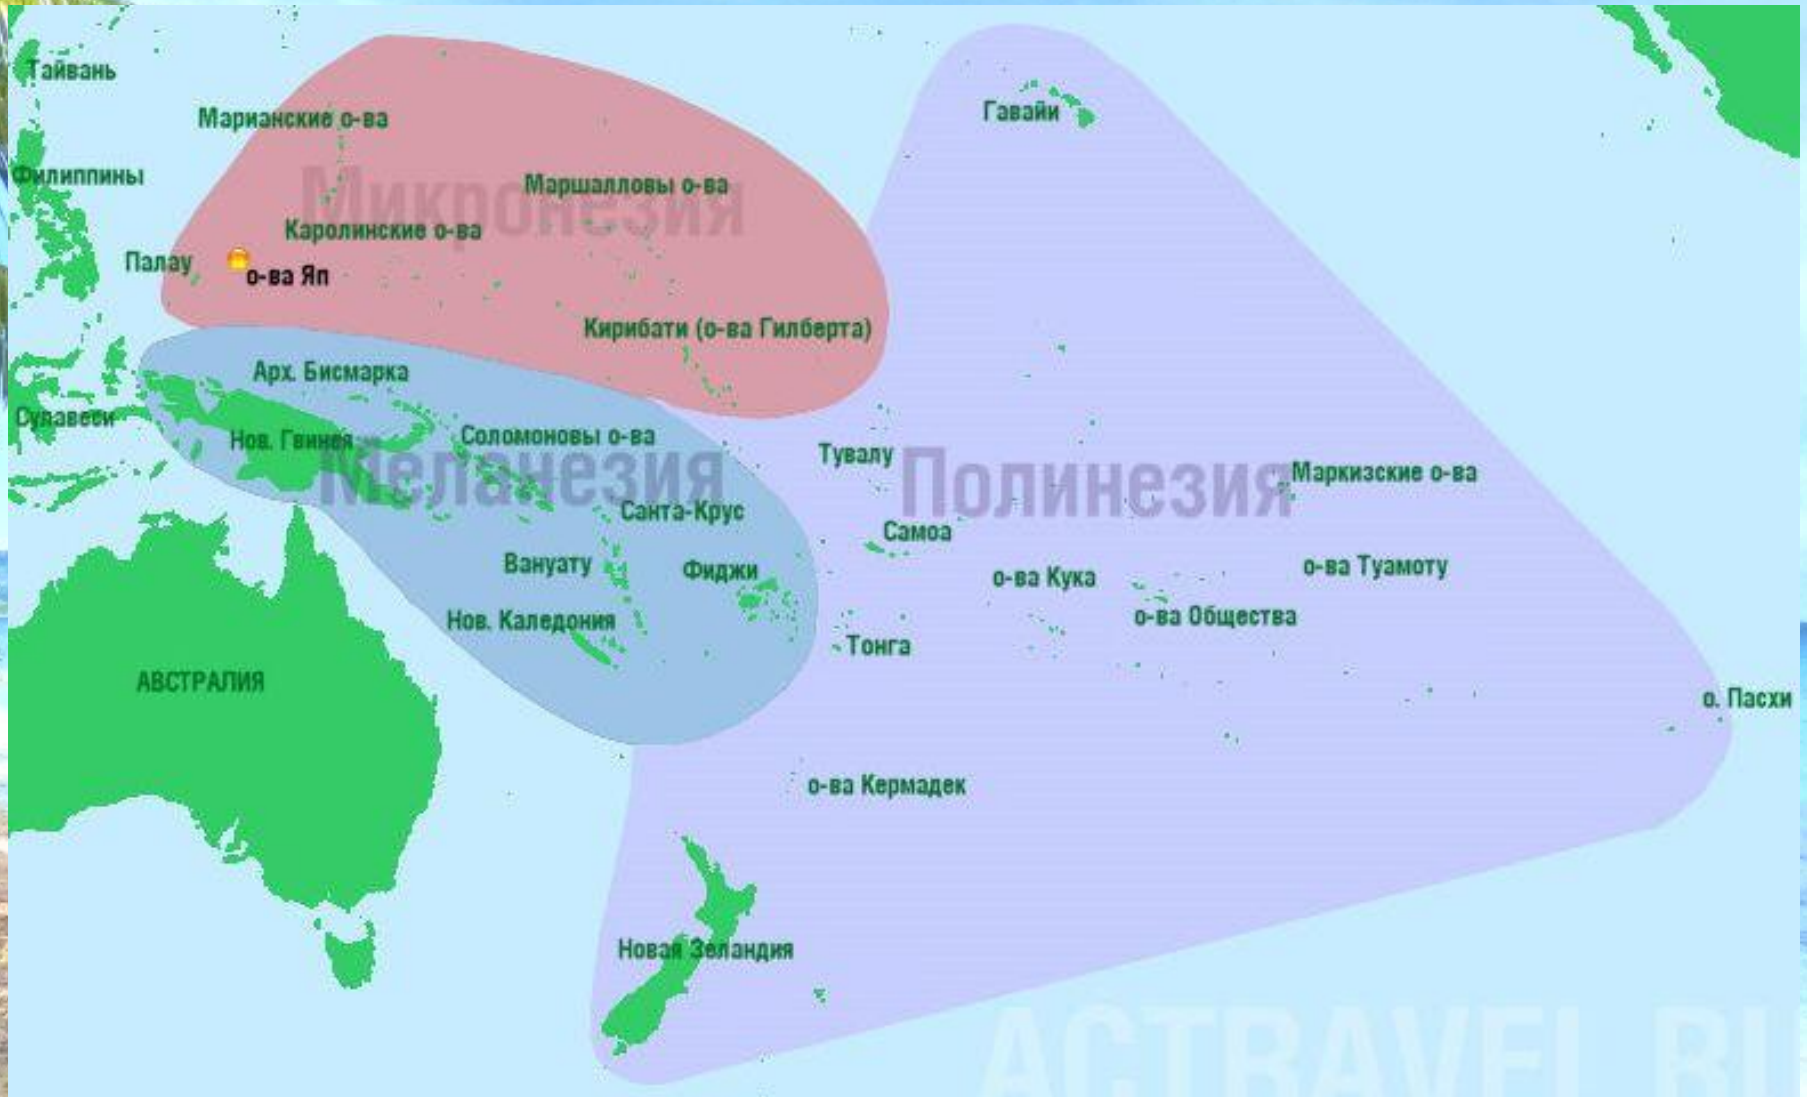 Тайвань
Гавайи
Марианские о-ва
Филиппины
Микронезия
Маршалловы о-ва
Каролинские о-ва
Палау
о-ва Яп
Кирибати (о-ва Гилберта)
Арх. Бисмарка
Сулавеси
Нов. Гвинея
Соломоновы о-ва
Меланезия
Тувалу
Полинезия
Маркизские о-ва
Санта-Крус
Самоа
Вануату
Фиджи
о-ва Кука
о-ва Туамоту
Нов. Каледония
о-ва Общества
Тонга
АВСТРАЛИЯ
о. Пасхи
о-ва Кермадек
Новая Зеландия
ACTRAVEL.RU